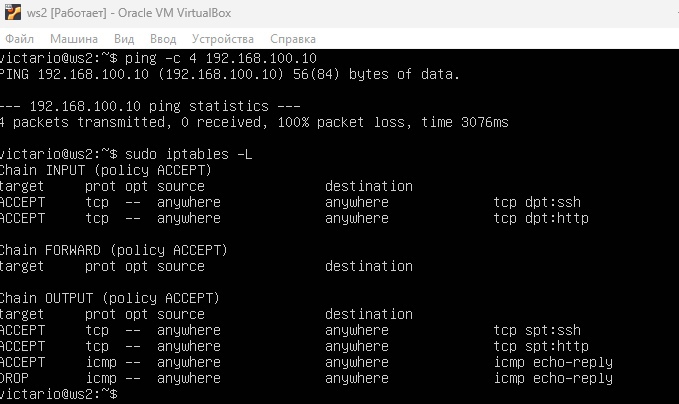 ws2 [Работает] - Oracle VM VirtualBox
Файл Машина Вид Ввод Устройства Справка
victario@ws2:~$ ping -c 4 192.168.100.10
PING 192.168.100.10 (192.168.100.10) 56(84) bytes of data.
--- 192.168.100.10 ping statistics ---
4 packets transmitted, 0 received, 100% packet loss, time 3076ms
victario@ws2:~$ sudo iptables -L
Chain INPUT (policy ACCEPT)
target prot opt source destination
ACCEPT tcp -- anywhere anywhere tcp dpt:ssh
ACCEPT tcp -- anywhere anywhere tcp dpt:http
Chain FORWARD (policy ACCEPT)
target prot opt source destination
Chain OUTPUT (policy ACCEPT)
target prot opt source destination
ACCEPT tcp -- anywhere anywhere tcp spt:ssh
ACCEPT tcp -- anywhere anywhere tcp spt:http
ACCEPT icmp -- anywhere anywhere icmp echo-reply
DROP icmp -- anywhere anywhere icmp echo-reply
victario@ws2:~$